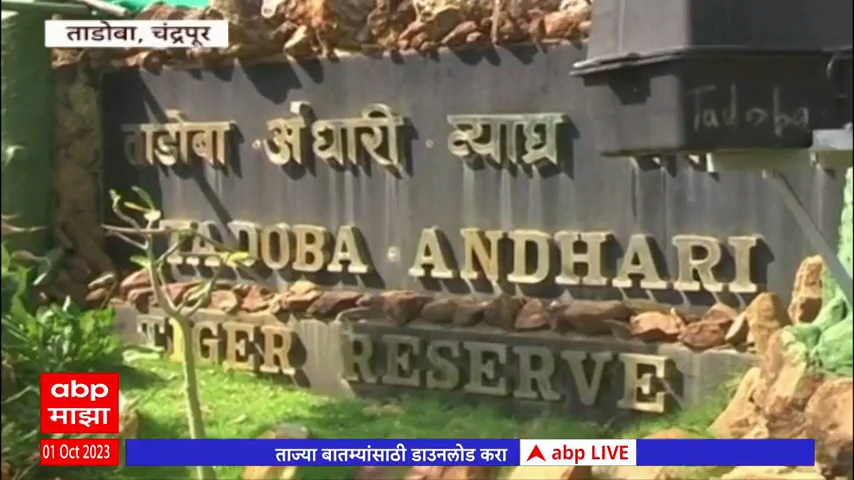 ताडोबा, चंद्रपूर
Tadoba
ताडोबा · अंधारी · व्याघ्र
TADOBA · ANDHARI
TIGER RESERVE
abp
माझा
01 Oct 2023
ताज्या बातम्यांसाठी डाउनलोड करा
abp LIVE